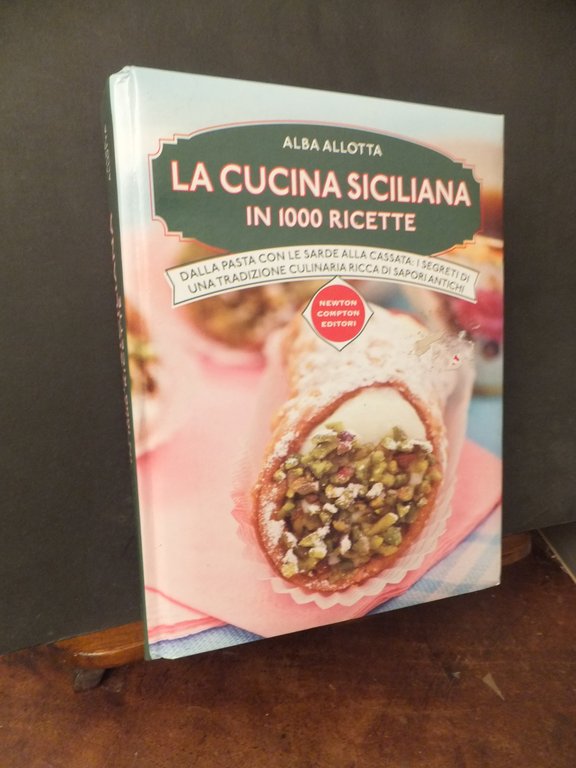 ALBA ALLOTTA
LA CUCINA SICILIANA
IN 1000 RICETTE
DALLA PASTA CON LE SARDE ALLA CASSATA: I SEGRETI DI
UNA TRADIZIONE CULINARIA RICCA DI SAPORI ANTICHI
NEWTON
COMPTON
EDITORI